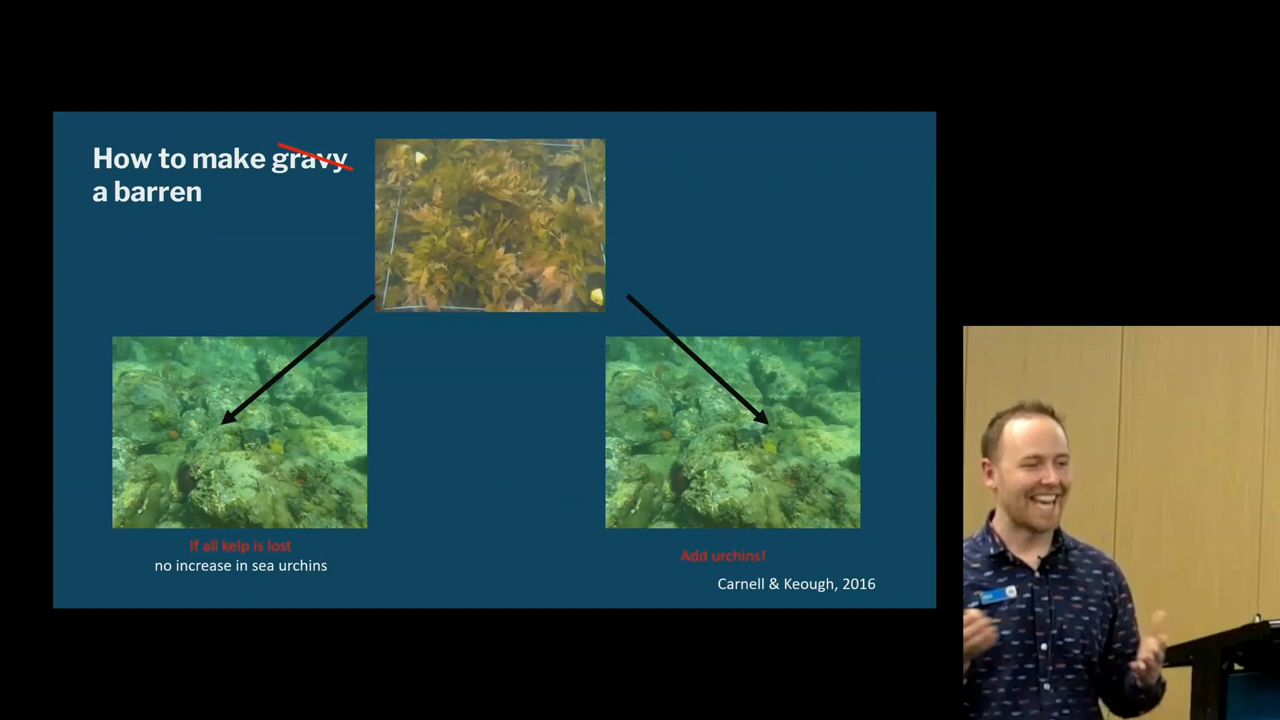 How to make gravy
a barren
If all kelp is lost
no increase in sea urchins
Add urchins!
Carnell & Keough, 2016